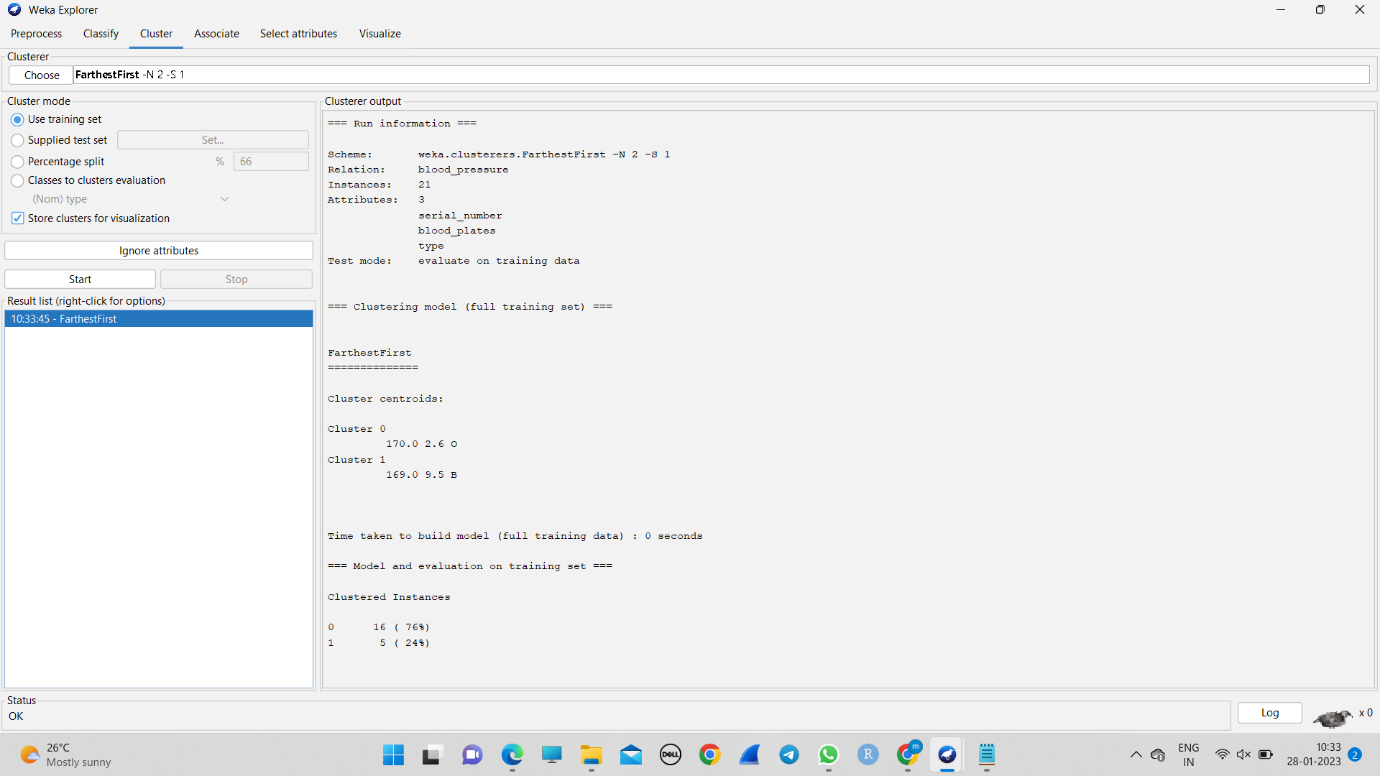 Weka Explorer
Preprocess Classify Cluster Associate Select attributes Visualize
Clusterer
Choose FarthestFirst -N 2 -S 1
Cluster mode
Use training set
Supplied test set Set...
Percentage split % 66
Classes to clusters evaluation
(Nom) type
Store clusters for visualization
Ignore attributes
Start Stop
Result list (right-click for options)
10:33:45 - FarthestFirst
Clusterer output
=== Run information ===
Scheme: weka.clusterers.FarthestFirst -N 2 -S 1
Relation: blood_pressure
Instances: 21
Attributes: 3
serial_number
blood_plates
type
Test mode: evaluate on training data
=== Clustering model (full training set) ===
FarthestFirst
==============
Cluster centroids:
Cluster 0
170.0 2.6 O
Cluster 1
169.0 9.5 B
Time taken to build model (full training data) : 0 seconds
=== Model and evaluation on training set ===
Clustered Instances
0 16 ( 76%)
1 5 ( 24%)
Status
OK
Log x 0
26°C
Mostly sunny
DELL
R
m
ENG
IN
10:33
28-01-2023
2